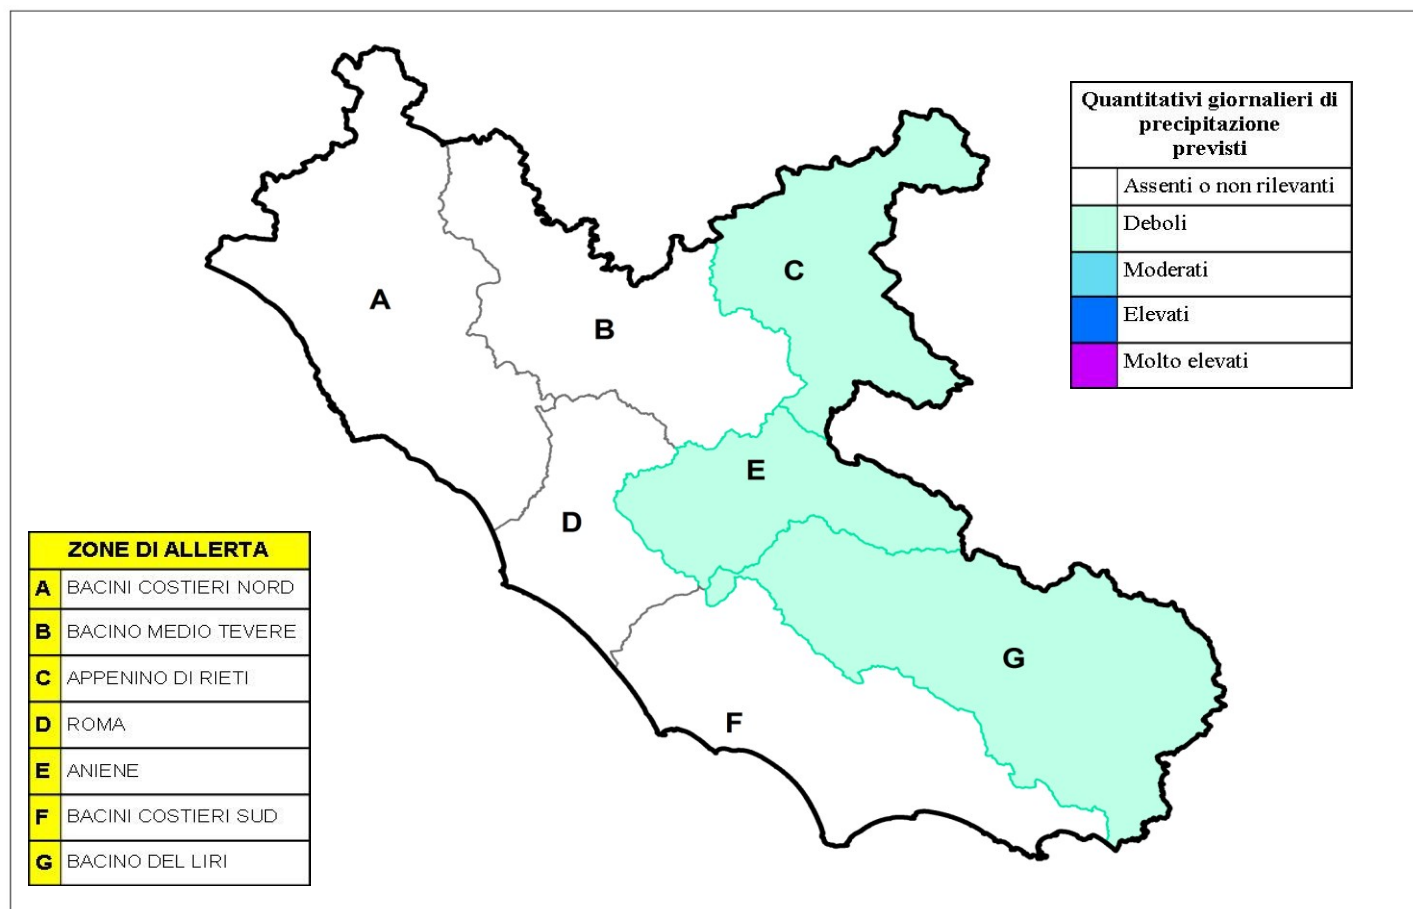 Quantitativi giornalieri di
precipitazione
previsti
Assenti o non rilevanti
Deboli
Moderati
Elevati
Molto elevati
A
B
C
D
E
F
G
ZONE DI ALLERTA
A BACINI COSTIERI NORD
B BACINO MEDIO TEVERE
C APPENINO DI RIETI
D ROMA
E ANIENE
F BACINI COSTIERI SUD
G BACINO DEL LIRI